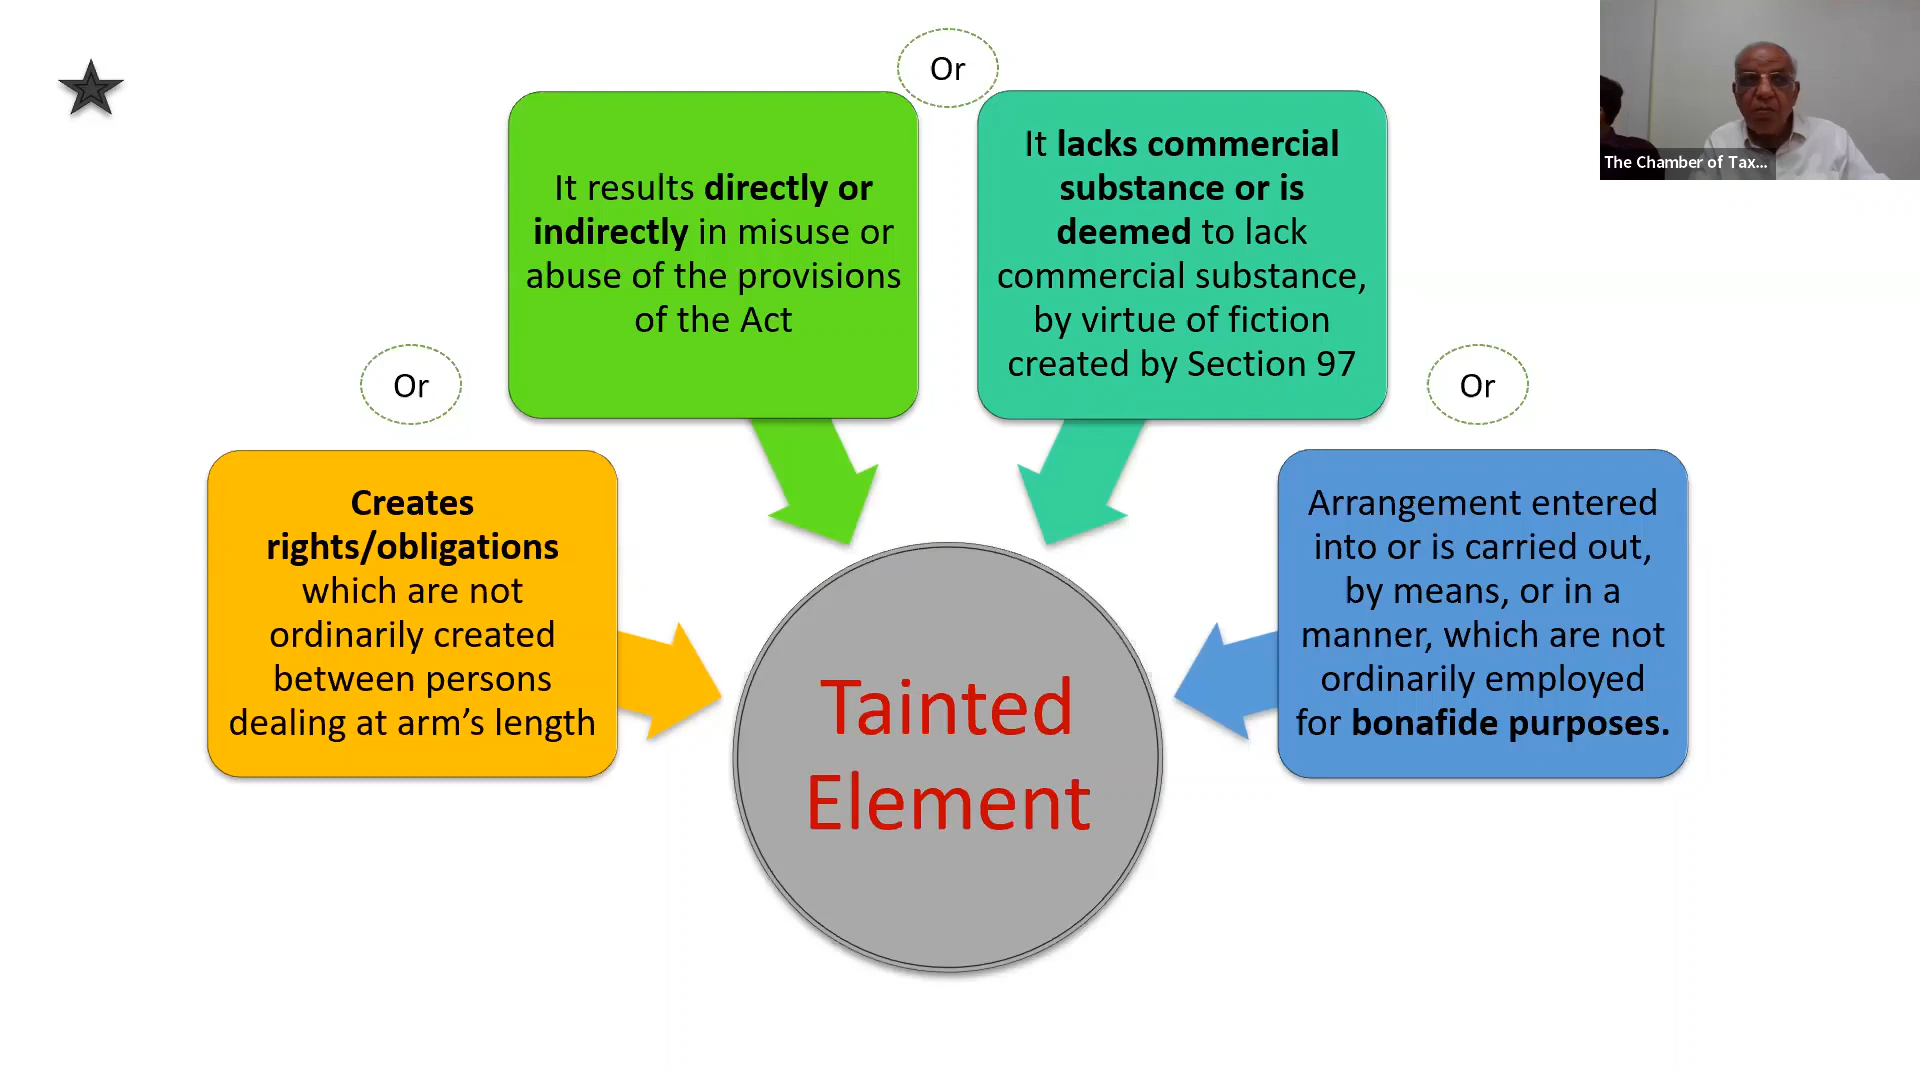 Or
It results directly or
indirectly in misuse or
abuse of the provisions
of the Act
It lacks commercial
substance or is
deemed to lack
commercial substance,
by virtue of fiction
created by Section 97
The Chamber of Tax...
Or
Or
Creates
rights/obligations
which are not
ordinarily created
between persons
dealing at arm’s length
Arrangement entered
into or is carried out,
by means, or in a
manner, which are not
ordinarily employed
for bonafide purposes.
Tainted
Element